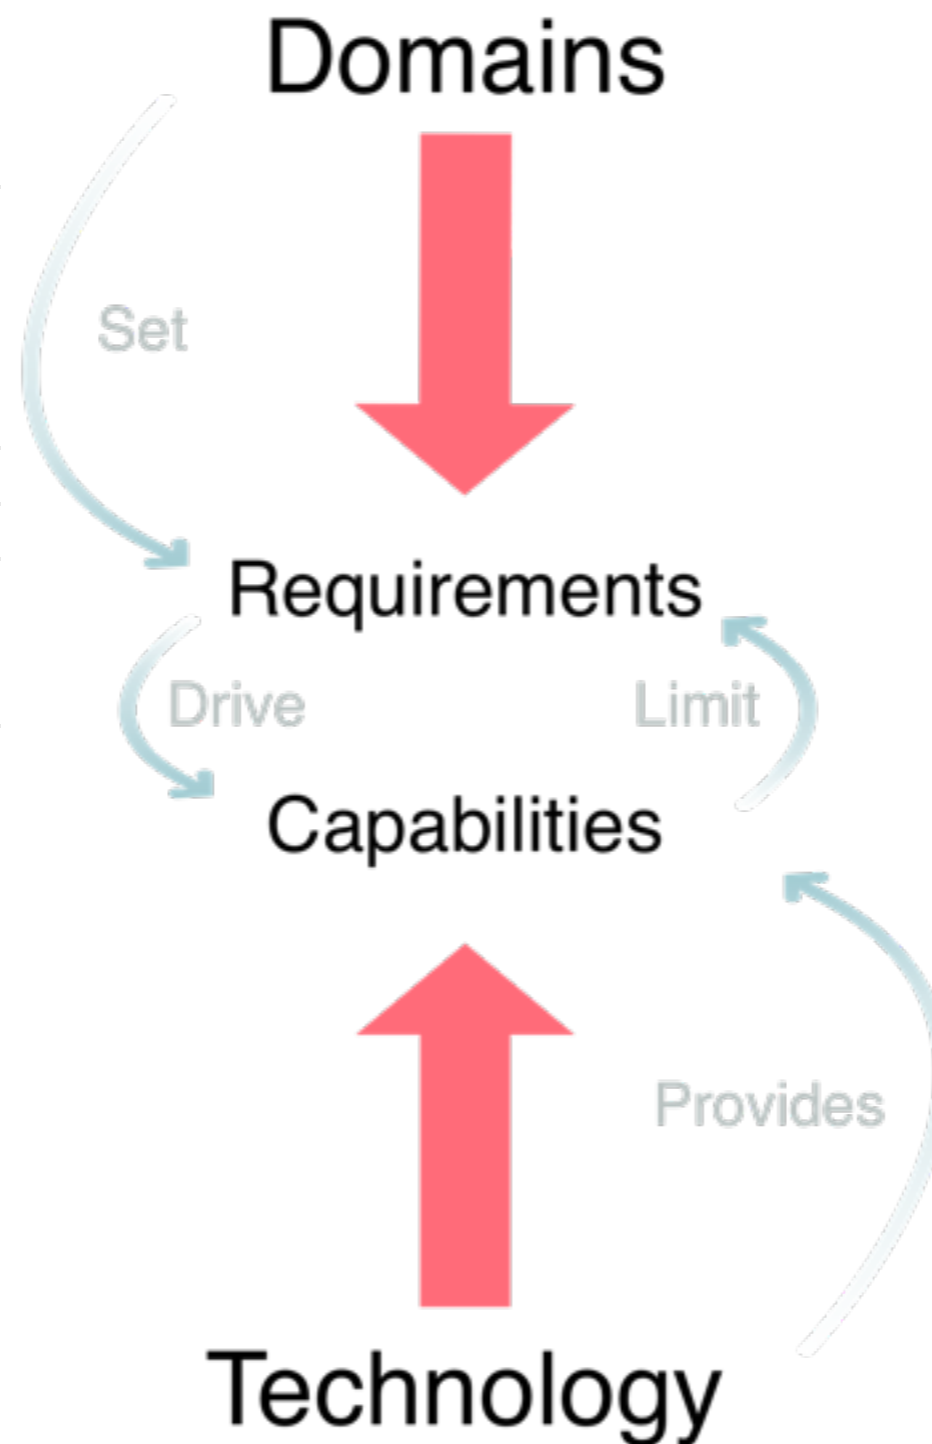 Domains
Set
Requirements
Drive
Limit
Capabilities
Provides
Technology